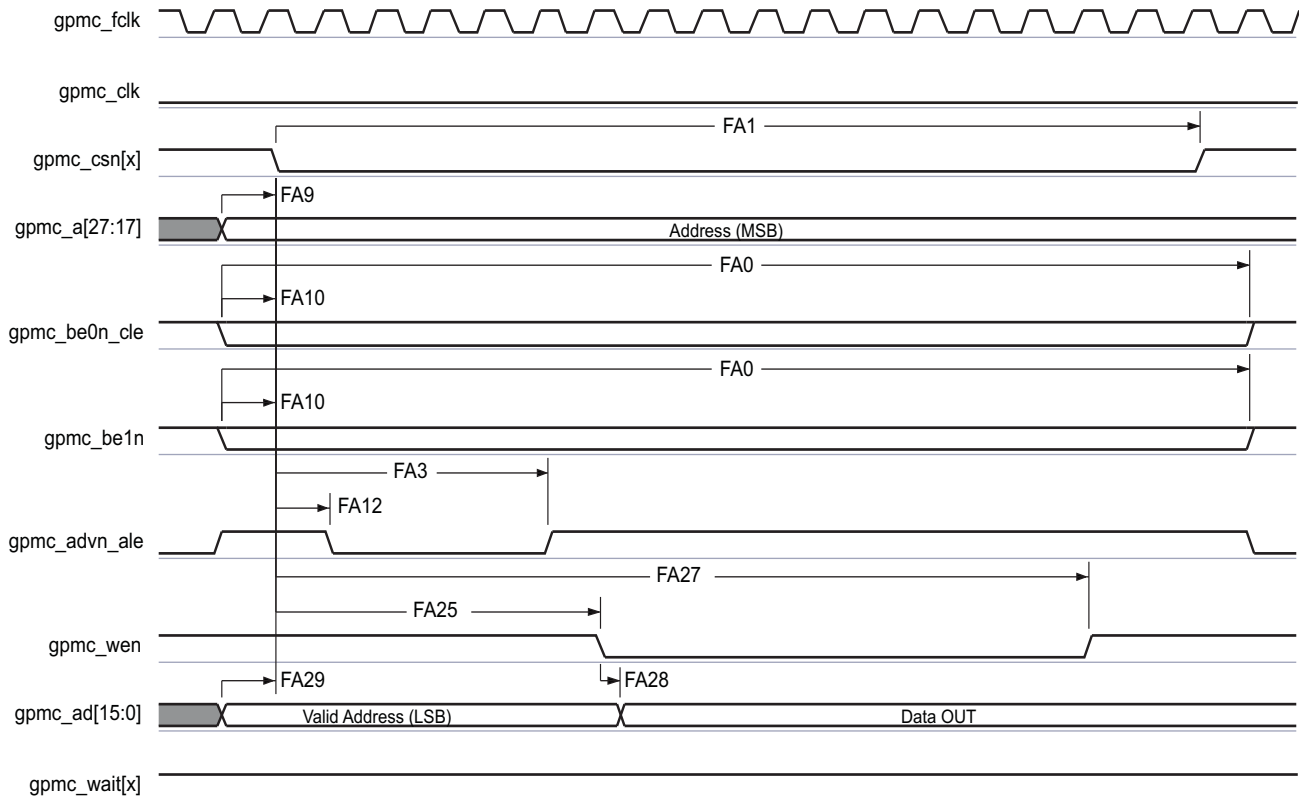 gpmc_fclk
gpmc_clk
FA1
gpmc_csn[x]
FA9
gpmc_a[27:17]
Address (MSB)
FA0
FA10
gpmc_be0n_cle
FA0
FA10
gpmc_be1n
FA3
FA12
gpmc_advn_ale
FA27
FA25
gpmc_wen
FA29
FA28
gpmc_ad[15:0]
Valid Address (LSB)
Data OUT
gpmc_wait[x]